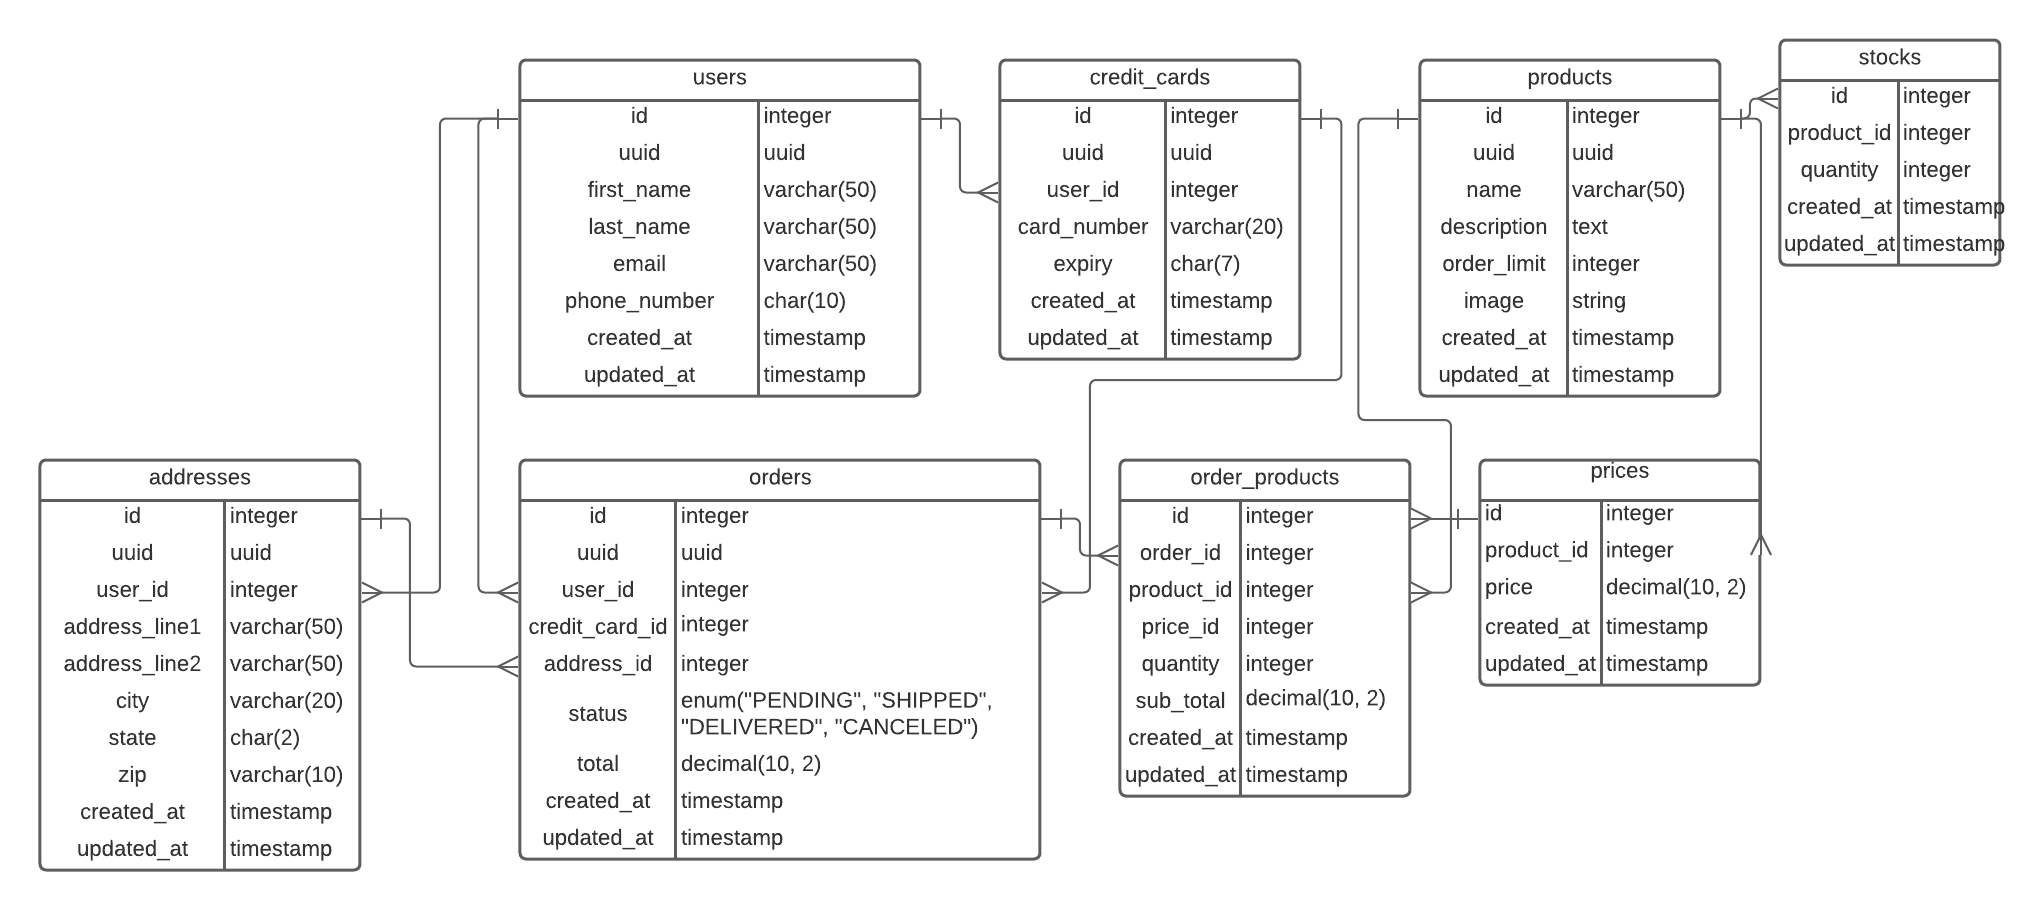 users
id integer
uuid uuid
first_name varchar(50)
last_name varchar(50)
email varchar(50)
phone_number char(10)
created_at timestamp
updated_at timestamp
credit_cards
id integer
uuid uuid
user_id integer
card_number varchar(20)
expiry char(7)
created_at timestamp
updated_at timestamp
products
id integer
uuid uuid
name varchar(50)
description text
order_limit integer
image string
created_at timestamp
updated_at timestamp
stocks
id integer
product_id integer
quantity integer
created_at timestamp
updated_at timestamp
addresses
id integer
uuid uuid
user_id integer
address_line1 varchar(50)
address_line2 varchar(50)
city varchar(20)
state char(2)
zip varchar(10)
created_at timestamp
updated_at timestamp
orders
id integer
uuid uuid
user_id integer
credit_card_id integer
address_id integer
status enum("PENDING", "SHIPPED",
"DELIVERED", "CANCELED")
total decimal(10, 2)
created_at timestamp
updated_at timestamp
order_products
id integer
order_id integer
product_id integer
price_id integer
quantity integer
sub_total decimal(10, 2)
created_at timestamp
updated_at timestamp
prices
id integer
product_id integer
price decimal(10, 2)
created_at timestamp
updated_at timestamp